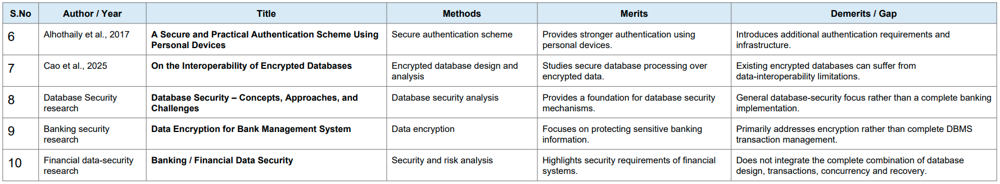 S.No Author / Year Title Methods Merits Demerits / Gap
6 Alhothaily et al., 2017 A Secure and Practical Authentication Scheme Using Secure authentication scheme Provides stronger authentication using Introduces additional authentication requirements and
Personal Devices personal devices. infrastructure.
7 Cao et al., 2025 On the Interoperability of Encrypted Databases Encrypted database design and Studies secure database processing over Existing encrypted databases can suffer from
analysis encrypted data. data-interoperability limitations.
8 Database Security Database Security – Concepts, Approaches, and Database security analysis Provides a foundation for database security General database-security focus rather than a complete banking
research Challenges mechanisms. implementation.
9 Banking security Data Encryption for Bank Management System Data encryption Focuses on protecting sensitive banking Primarily addresses encryption rather than complete DBMS
research information. transaction management.
10 Financial data-security Banking / Financial Data Security Security and risk analysis Highlights security requirements of financial Does not integrate the complete combination of database
research systems. design, transactions, concurrency and recovery.